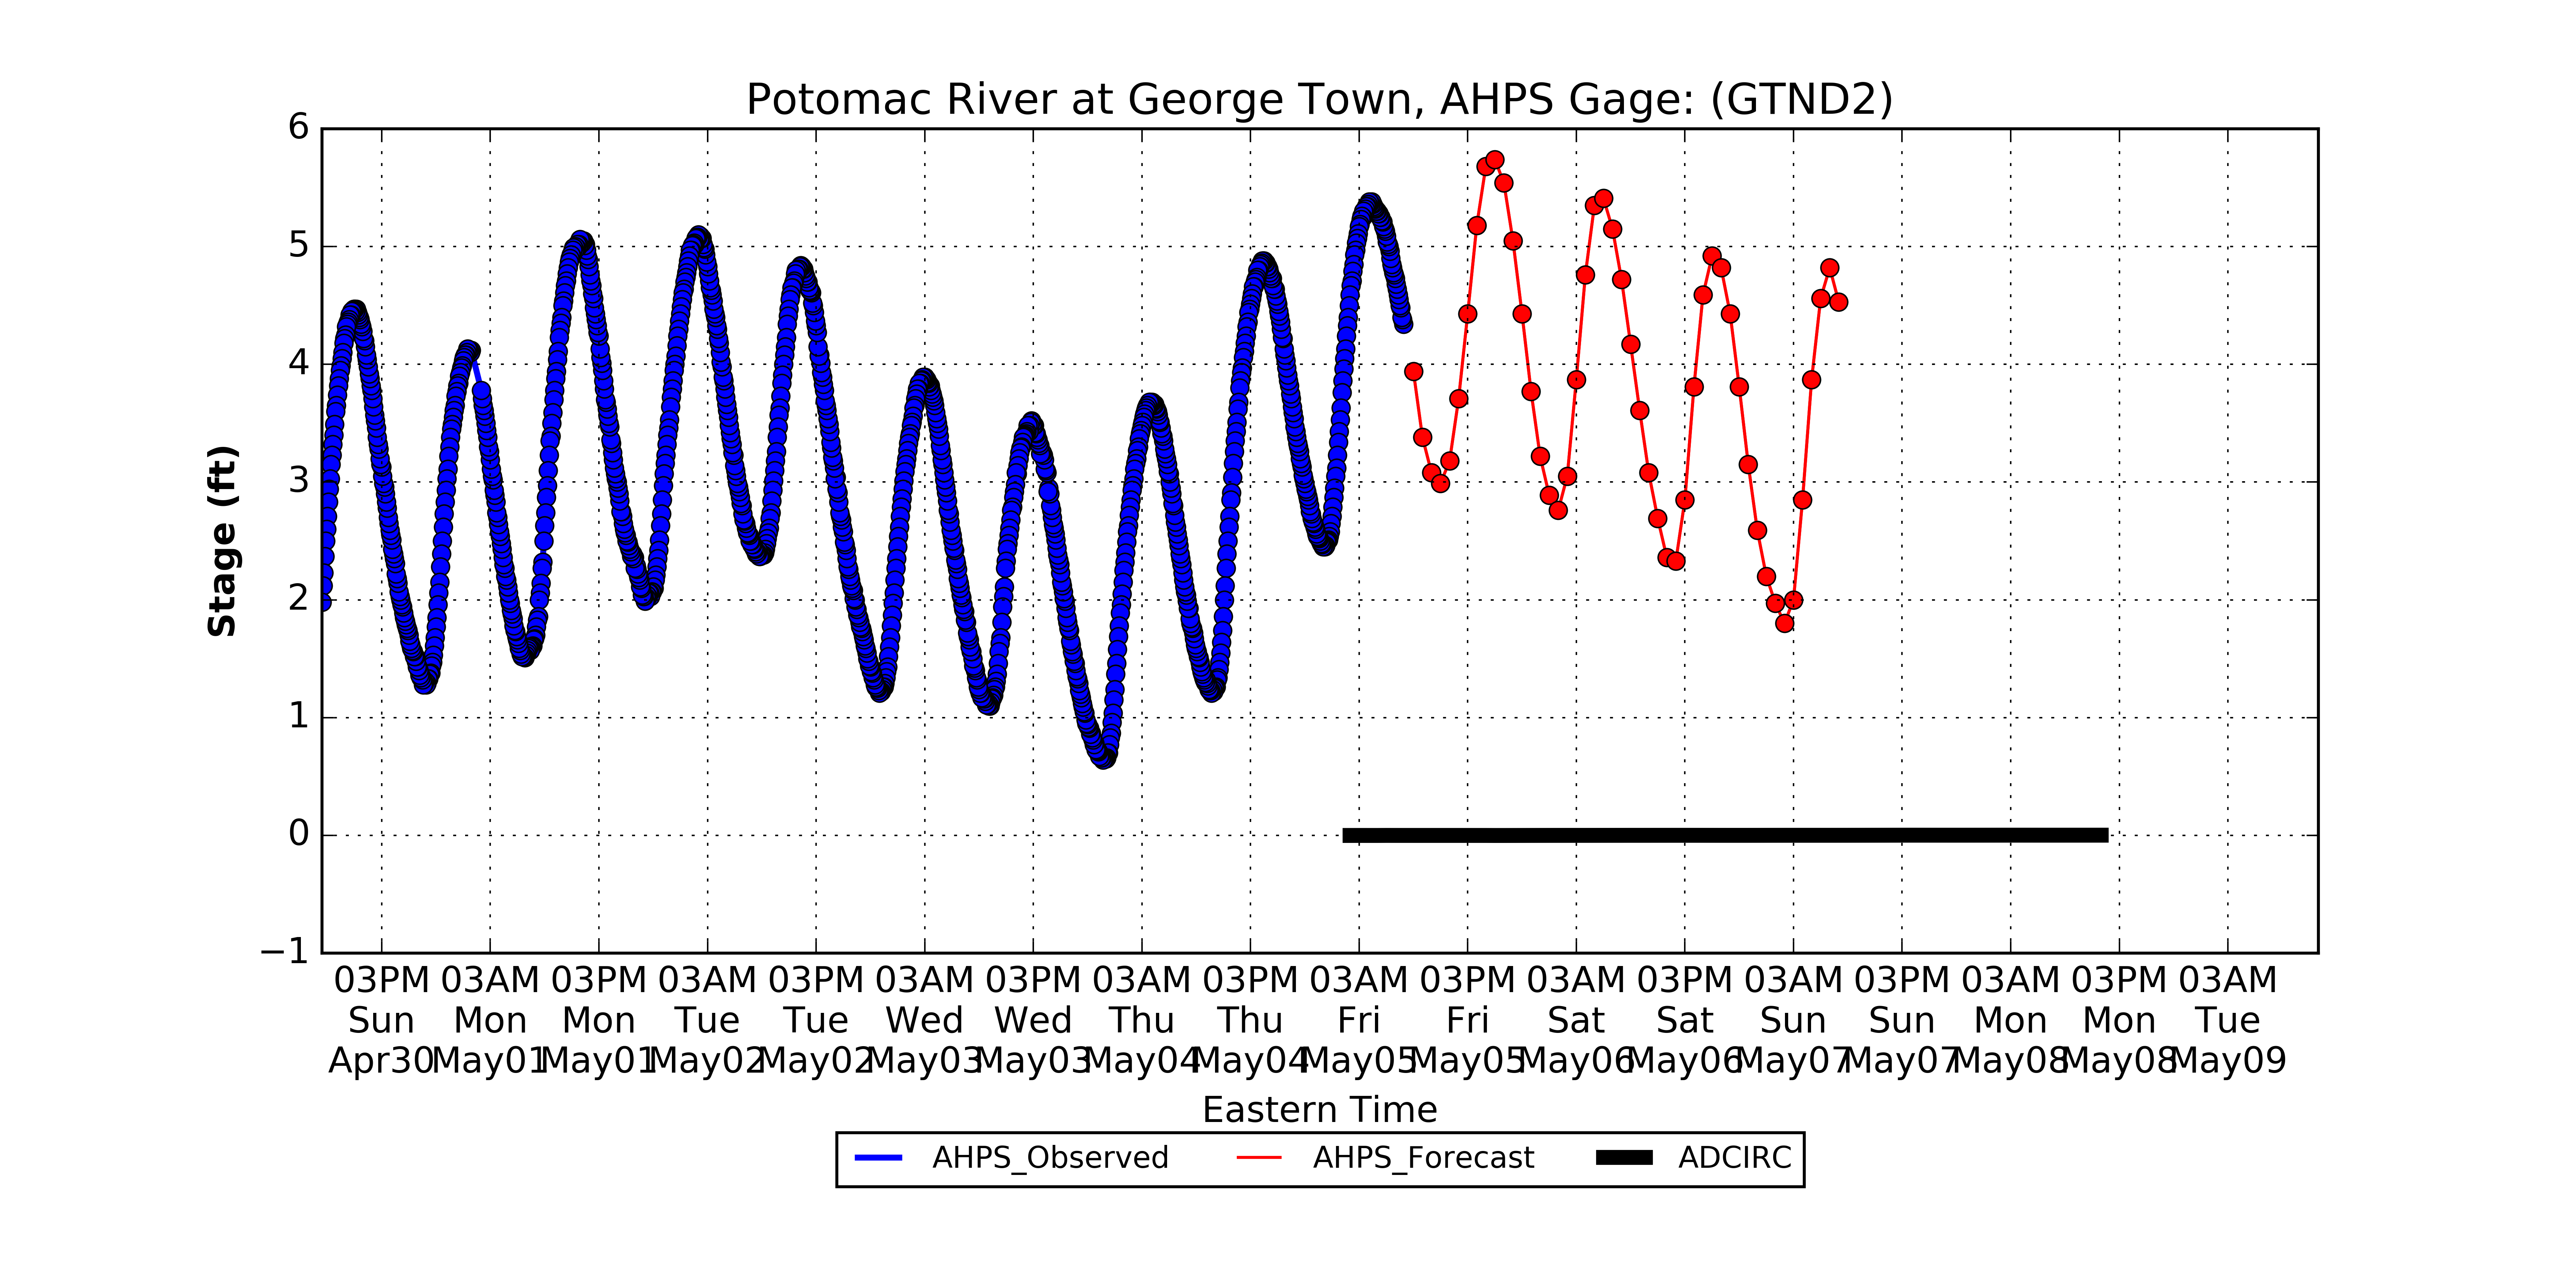 Potomac River at George Town, AHPS Gage: (GTND2)
6
5
4
3
2
1
0
−1
Stage (ft)
03PM 03AM 03PM 03AM 03PM 03AM 03PM 03AM 03PM 03AM 03PM 03AM 03PM 03AM 03PM 03AM 03PM 03AM
Sun Mon Mon Tue Tue Wed Wed Thu Thu Fri Fri Sat Sat Sun Sun Mon Mon Tue
Apr30 May01 May01 May02 May02 May03 May03 May04 May04 May05 May05 May06 May06 May07 May07 May08 May08 May09
Eastern Time
AHPS_Observed AHPS_Forecast ADCIRC